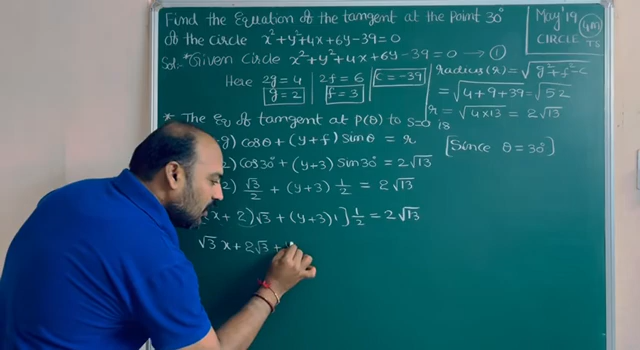 Find the Equation of the tangent at the Point 30°
of the circle x²+y²+4x+6y-39=0
Sol:- Given Circle x²+y²+4x+6y-39=0 → ①
Here 2g=4 | 2f=6 | C=-39
g=2 | f=3
radius(r) = √g²+f²-c
= √4+9+39 = √52
r = √4×13 = 2√13
* The Eq of tangent at P(θ) to S=0 is
g) cosθ + (y+f) sinθ = r [Since θ=30°]
2) cos30° + (y+3) sin30° = 2√13
2) √3/2 + (y+3) 1/2 = 2√13
x+2)√3 + (y+3)1] 1/2 = 2√13
√3 x + 2√3 +
May '19
4M
CIRCLE TS